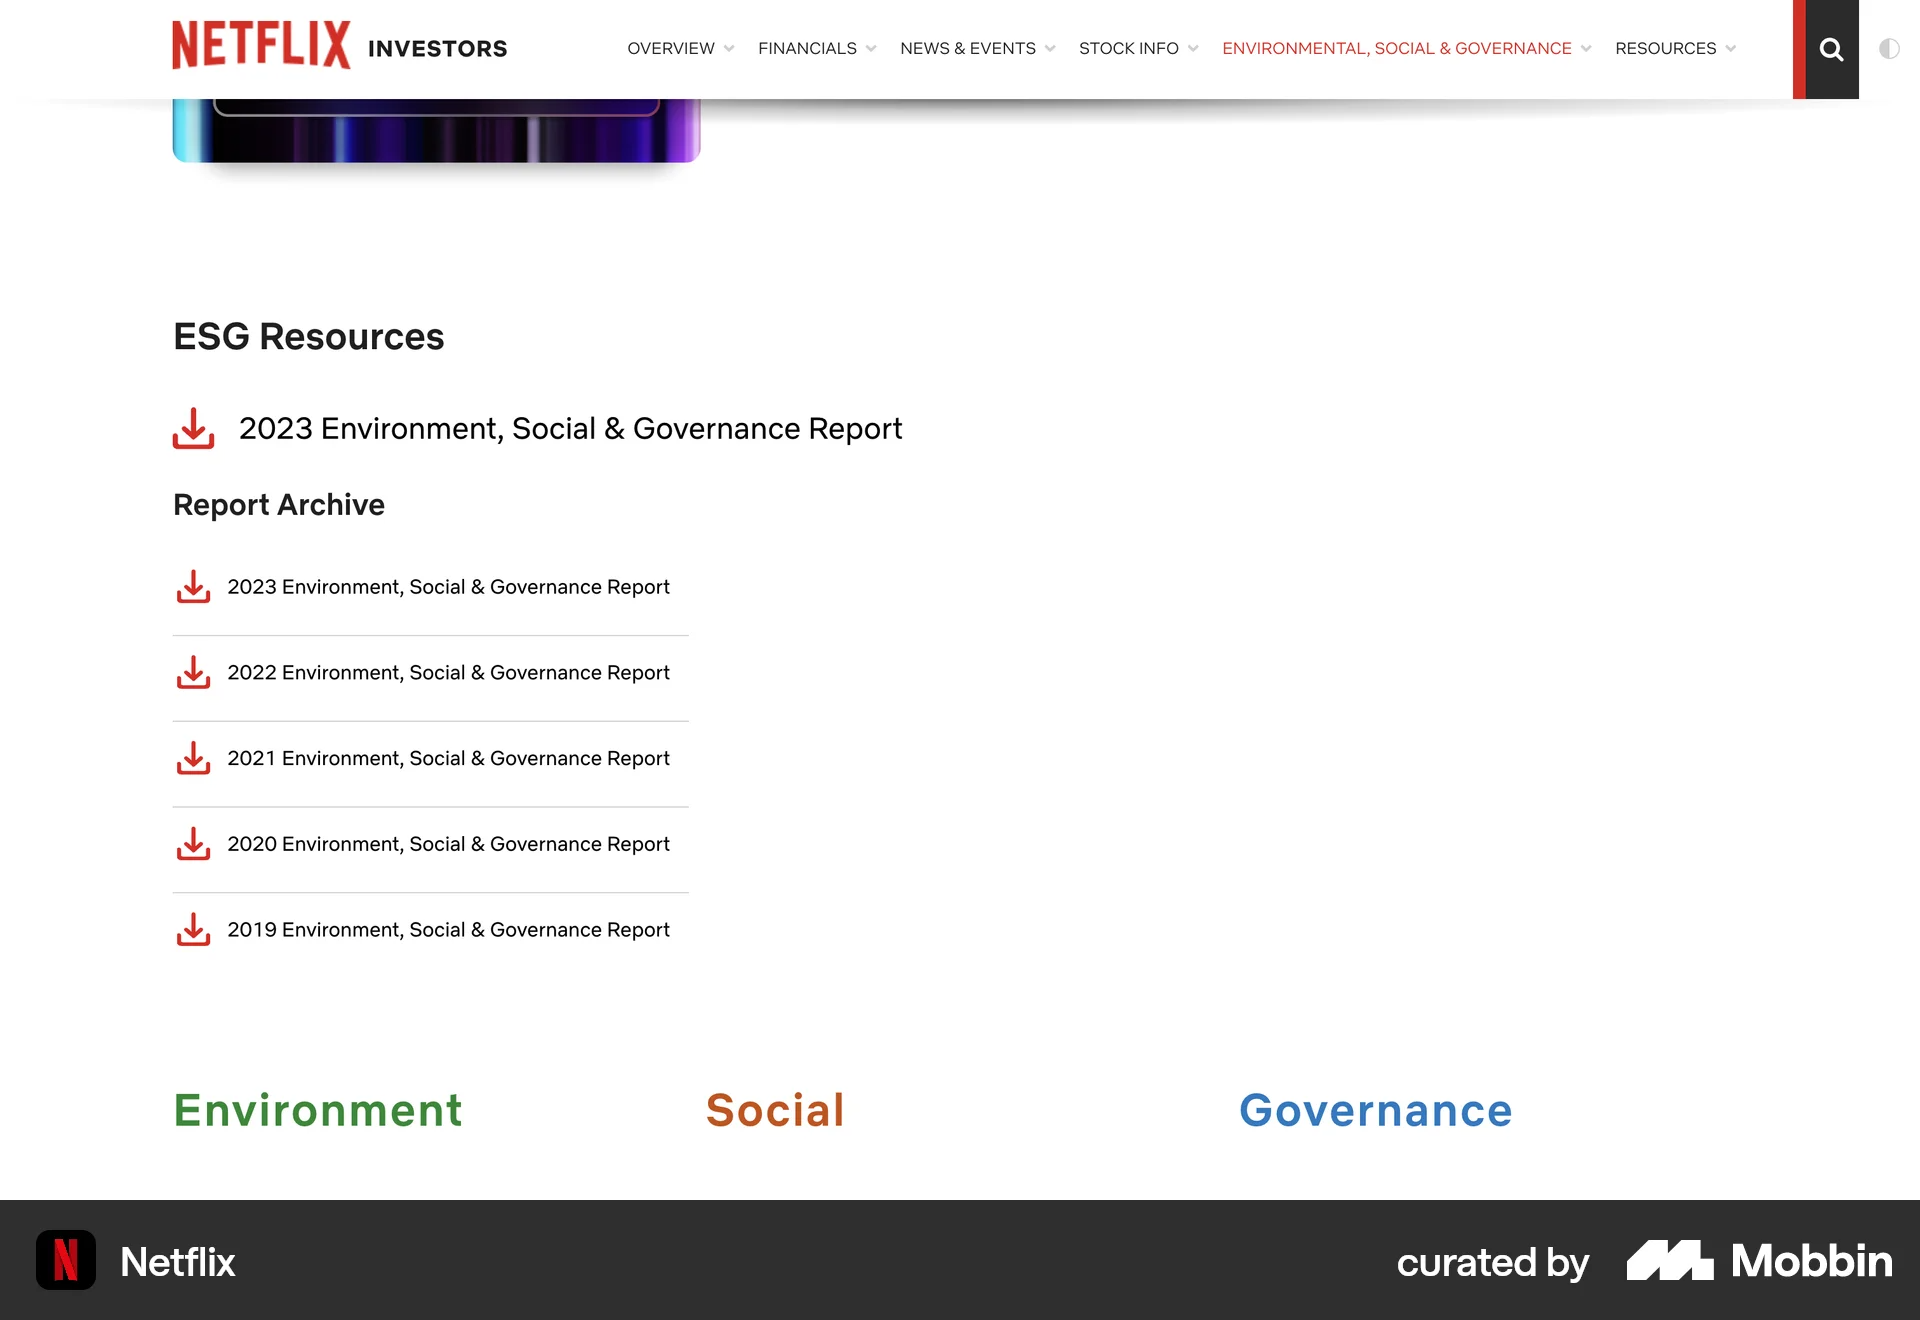 NETFLIX INVESTORS
OVERVIEW FINANCIALS NEWS & EVENTS STOCK INFO ENVIRONMENTAL, SOCIAL & GOVERNANCE RESOURCES
ESG Resources
2023 Environment, Social & Governance Report
Report Archive
2023 Environment, Social & Governance Report
2022 Environment, Social & Governance Report
2021 Environment, Social & Governance Report
2020 Environment, Social & Governance Report
2019 Environment, Social & Governance Report
Environment Social Governance
N Netflix curated by Mobbin